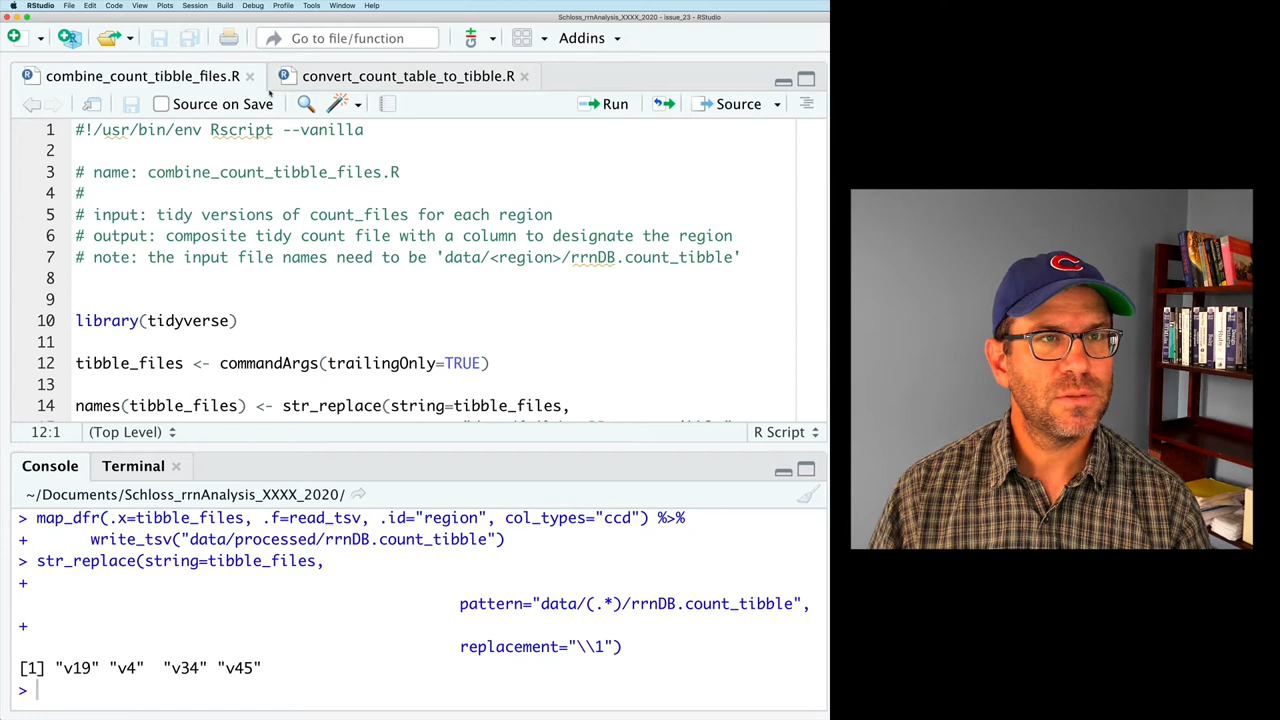 RStudio File Edit Code View Plots Session Build Debug Profile Tools Window Help
Schloss_rrnAnalysis_XXXX_2020 - issue_23 - RStudio
Go to file/function Addins
combine_count_tibble_files.R convert_count_table_to_tibble.R
Source on Save Run Source
1 #!/usr/bin/env Rscript --vanilla
2
3 # name: combine_count_tibble_files.R
4 #
5 # input: tidy versions of count_files for each region
6 # output: composite tidy count file with a column to designate the region
7 # note: the input file names need to be 'data/<region>/rrnDB.count_tibble'
8
9
10 library(tidyverse)
11
12 tibble_files <- commandArgs(trailingOnly=TRUE)
13
14 names(tibble_files) <- str_replace(string=tibble_files,
12:1 (Top Level) R Script
Console Terminal
~/Documents/Schloss_rrnAnalysis_XXXX_2020/
> map_dfr(.x=tibble_files, .f=read_tsv, .id="region", col_types="ccd") %>%
+ write_tsv("data/processed/rrnDB.count_tibble")
> str_replace(string=tibble_files,
+
pattern="data/(.*)/rrnDB.count_tibble",
+
replacement="\\1")
[1] "v19" "v4" "v34" "v45"
>